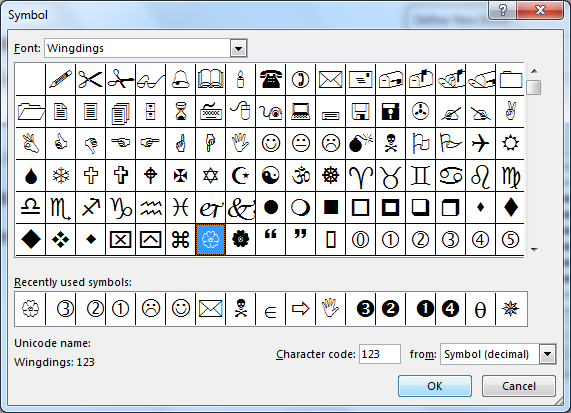 Symbol
Font: Wingdings
Recently used symbols:
Unicode name:
Wingdings: 123
Character code: 123 from: Symbol (decimal)
OK Cancel